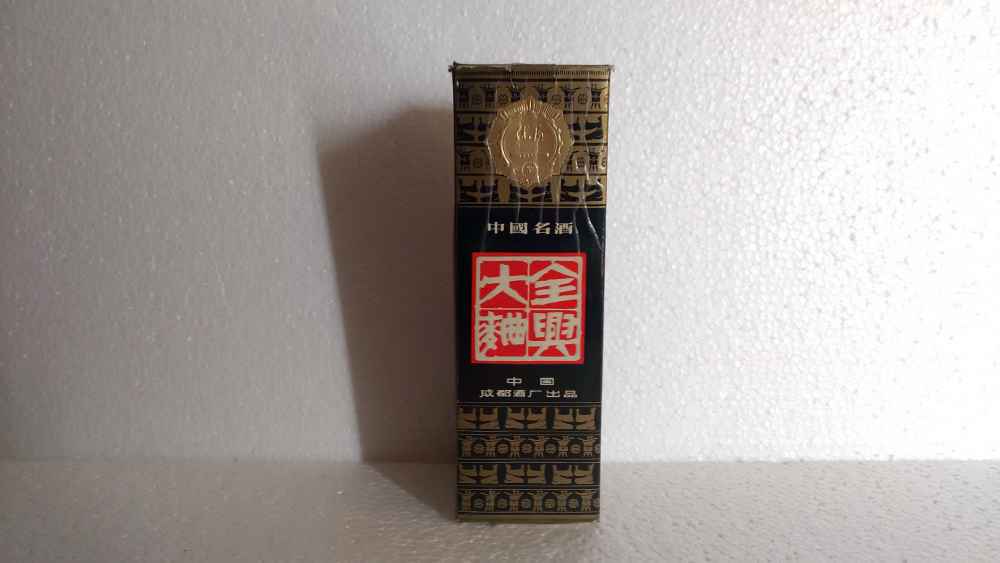 中國名酒
全興
大麯
中国
成都酒厂出品